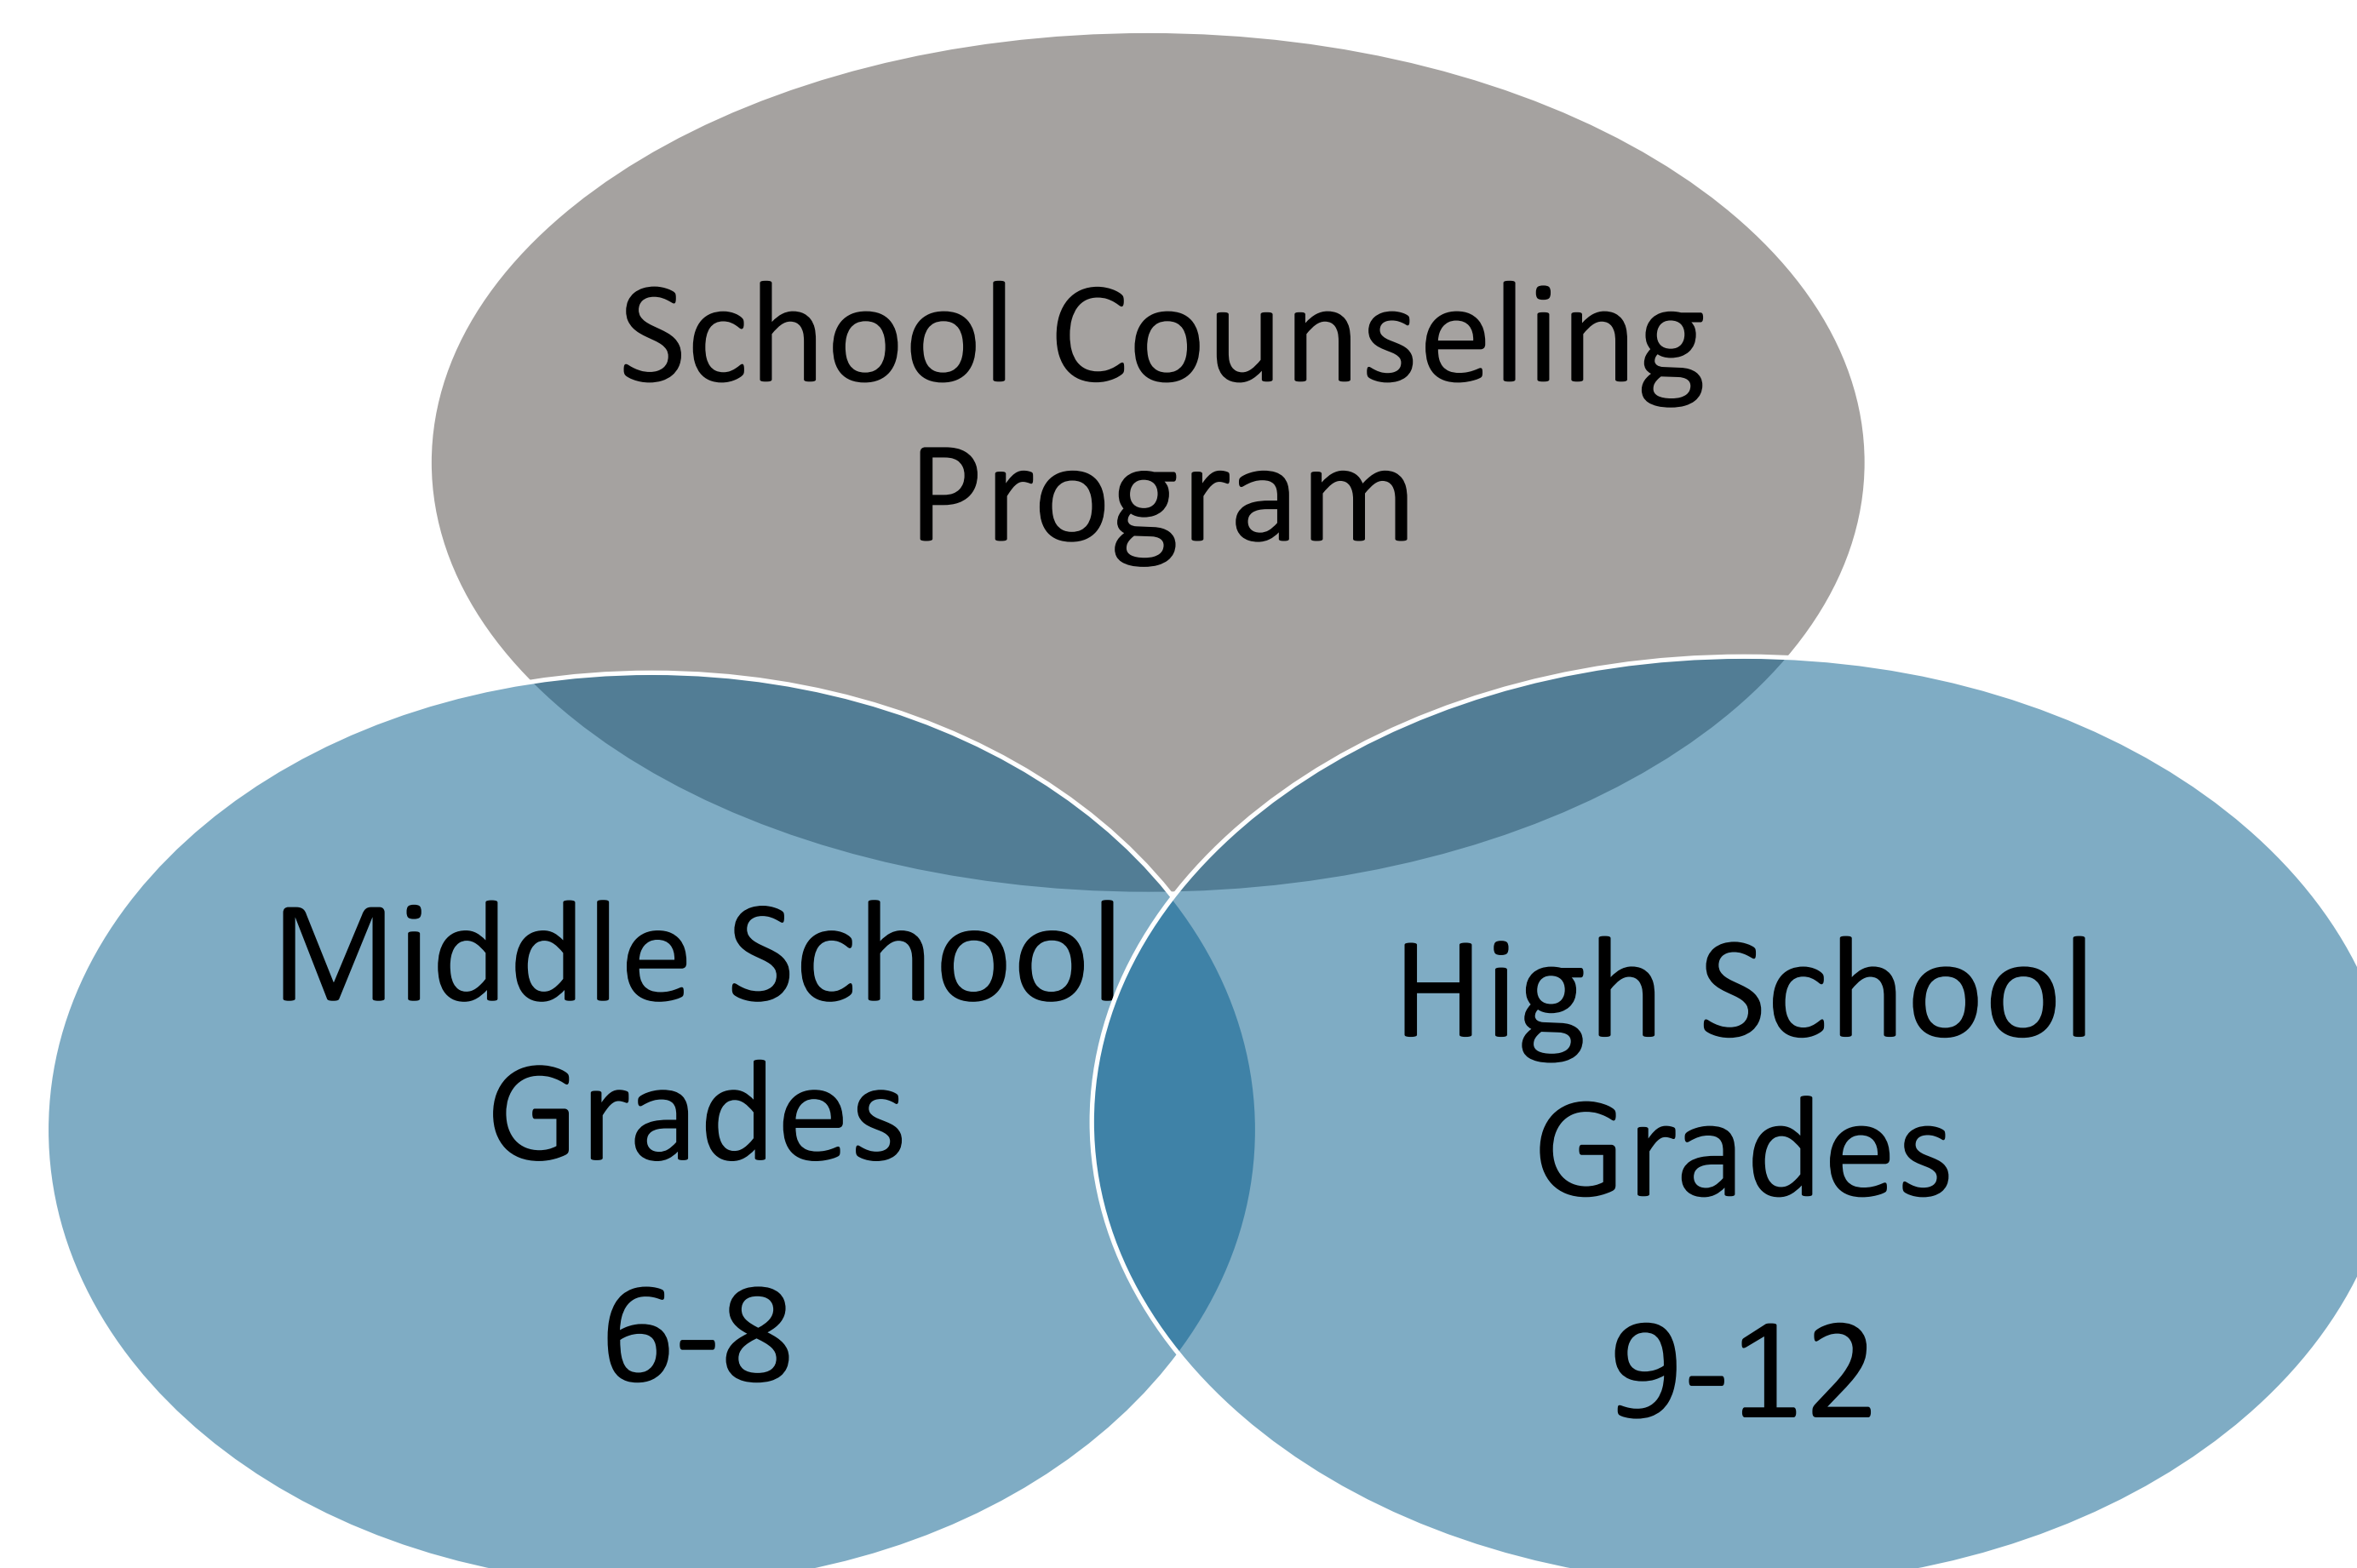 School Counseling
Program
Middle School
Grades
6-8
High School
Grades
9-12